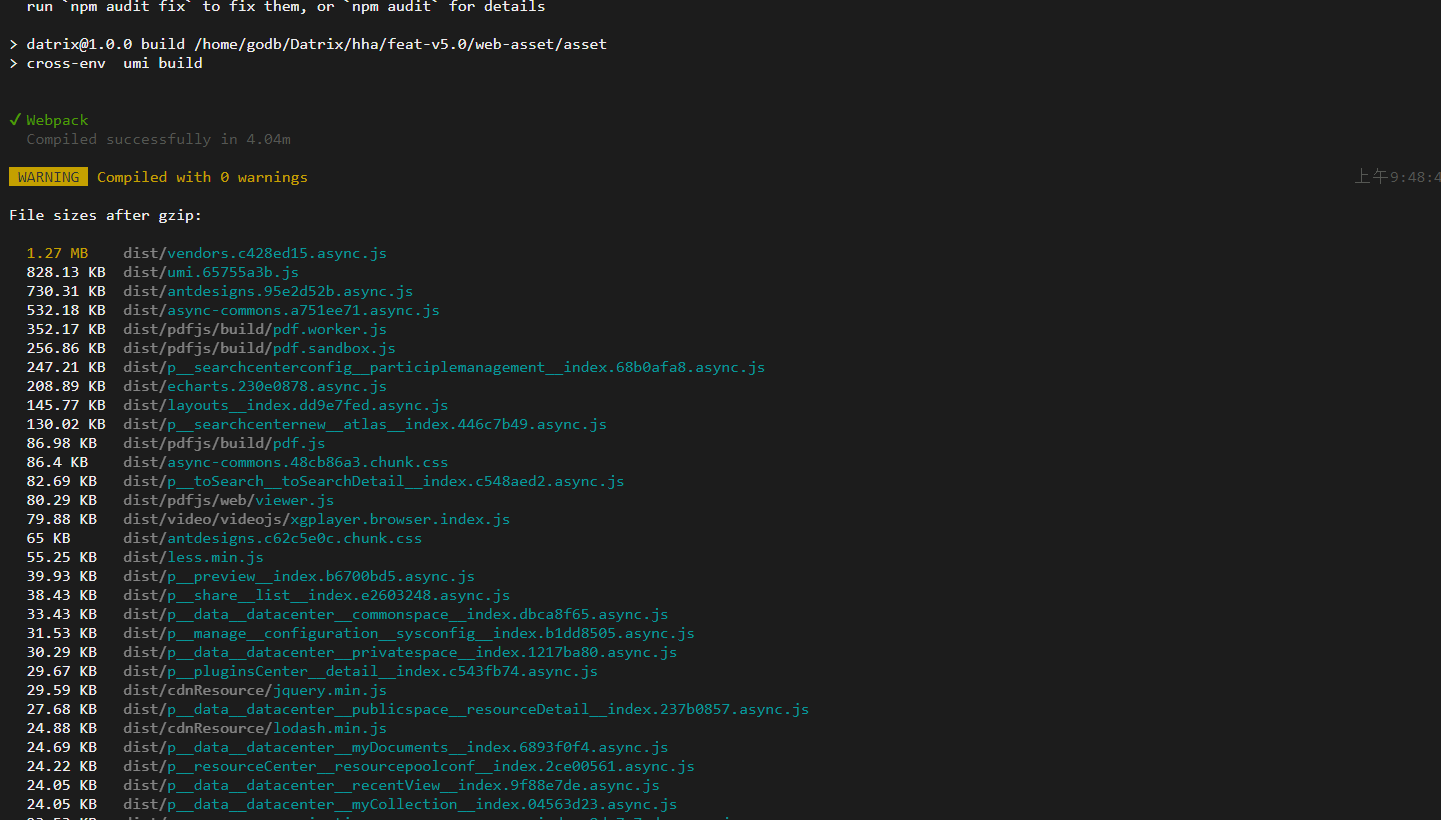 run `npm audit fix` to fix them, or `npm audit` for details
> datrix@1.0.0 build /home/godb/Datrix/hha/feat-v5.0/web-asset/asset
> cross-env  umi build
✓ Webpack
Compiled successfully in 4.04m
WARNING Compiled with 0 warnings 上午9:48:4
File sizes after gzip:
1.27 MB dist/vendors.c428ed15.async.js
828.13 KB dist/umi.65755a3b.js
730.31 KB dist/antdesigns.95e2d52b.async.js
532.18 KB dist/async-commons.a751ee71.async.js
352.17 KB dist/pdfjs/build/pdf.worker.js
256.86 KB dist/pdfjs/build/pdf.sandbox.js
247.21 KB dist/p__searchcenterconfig__participlemanagement__index.68b0afa8.async.js
208.89 KB dist/echarts.230e0878.async.js
145.77 KB dist/layouts__index.dd9e7fed.async.js
130.02 KB dist/p__searchcenternew__atlas__index.446c7b49.async.js
86.98 KB dist/pdfjs/build/pdf.js
86.4 KB dist/async-commons.48cb86a3.chunk.css
82.69 KB dist/p__toSearch__toSearchDetail__index.c548aed2.async.js
80.29 KB dist/pdfjs/web/viewer.js
79.88 KB dist/video/videojs/xgplayer.browser.index.js
65 KB dist/antdesigns.c62c5e0c.chunk.css
55.25 KB dist/less.min.js
39.93 KB dist/p__preview__index.b6700bd5.async.js
38.43 KB dist/p__share__list__index.e2603248.async.js
33.43 KB dist/p__data__datacenter__commonspace__index.dbca8f65.async.js
31.53 KB dist/p__manage__configuration__sysconfig__index.b1dd8505.async.js
30.29 KB dist/p__data__datacenter__privatespace__index.1217ba80.async.js
29.67 KB dist/p__pluginsCenter__detail__index.c543fb74.async.js
29.59 KB dist/cdnResource/jquery.min.js
27.68 KB dist/p__data__datacenter__publicspace__resourceDetail__index.237b0857.async.js
24.88 KB dist/cdnResource/lodash.min.js
24.69 KB dist/p__data__datacenter__myDocuments__index.6893f0f4.async.js
24.22 KB dist/p__resourceCenter__resourcepoolconf__index.2ce00561.async.js
24.05 KB dist/p__data__datacenter__recentView__index.9f88e7de.async.js
24.05 KB dist/p__data__datacenter__myCollection__index.04563d23.async.js